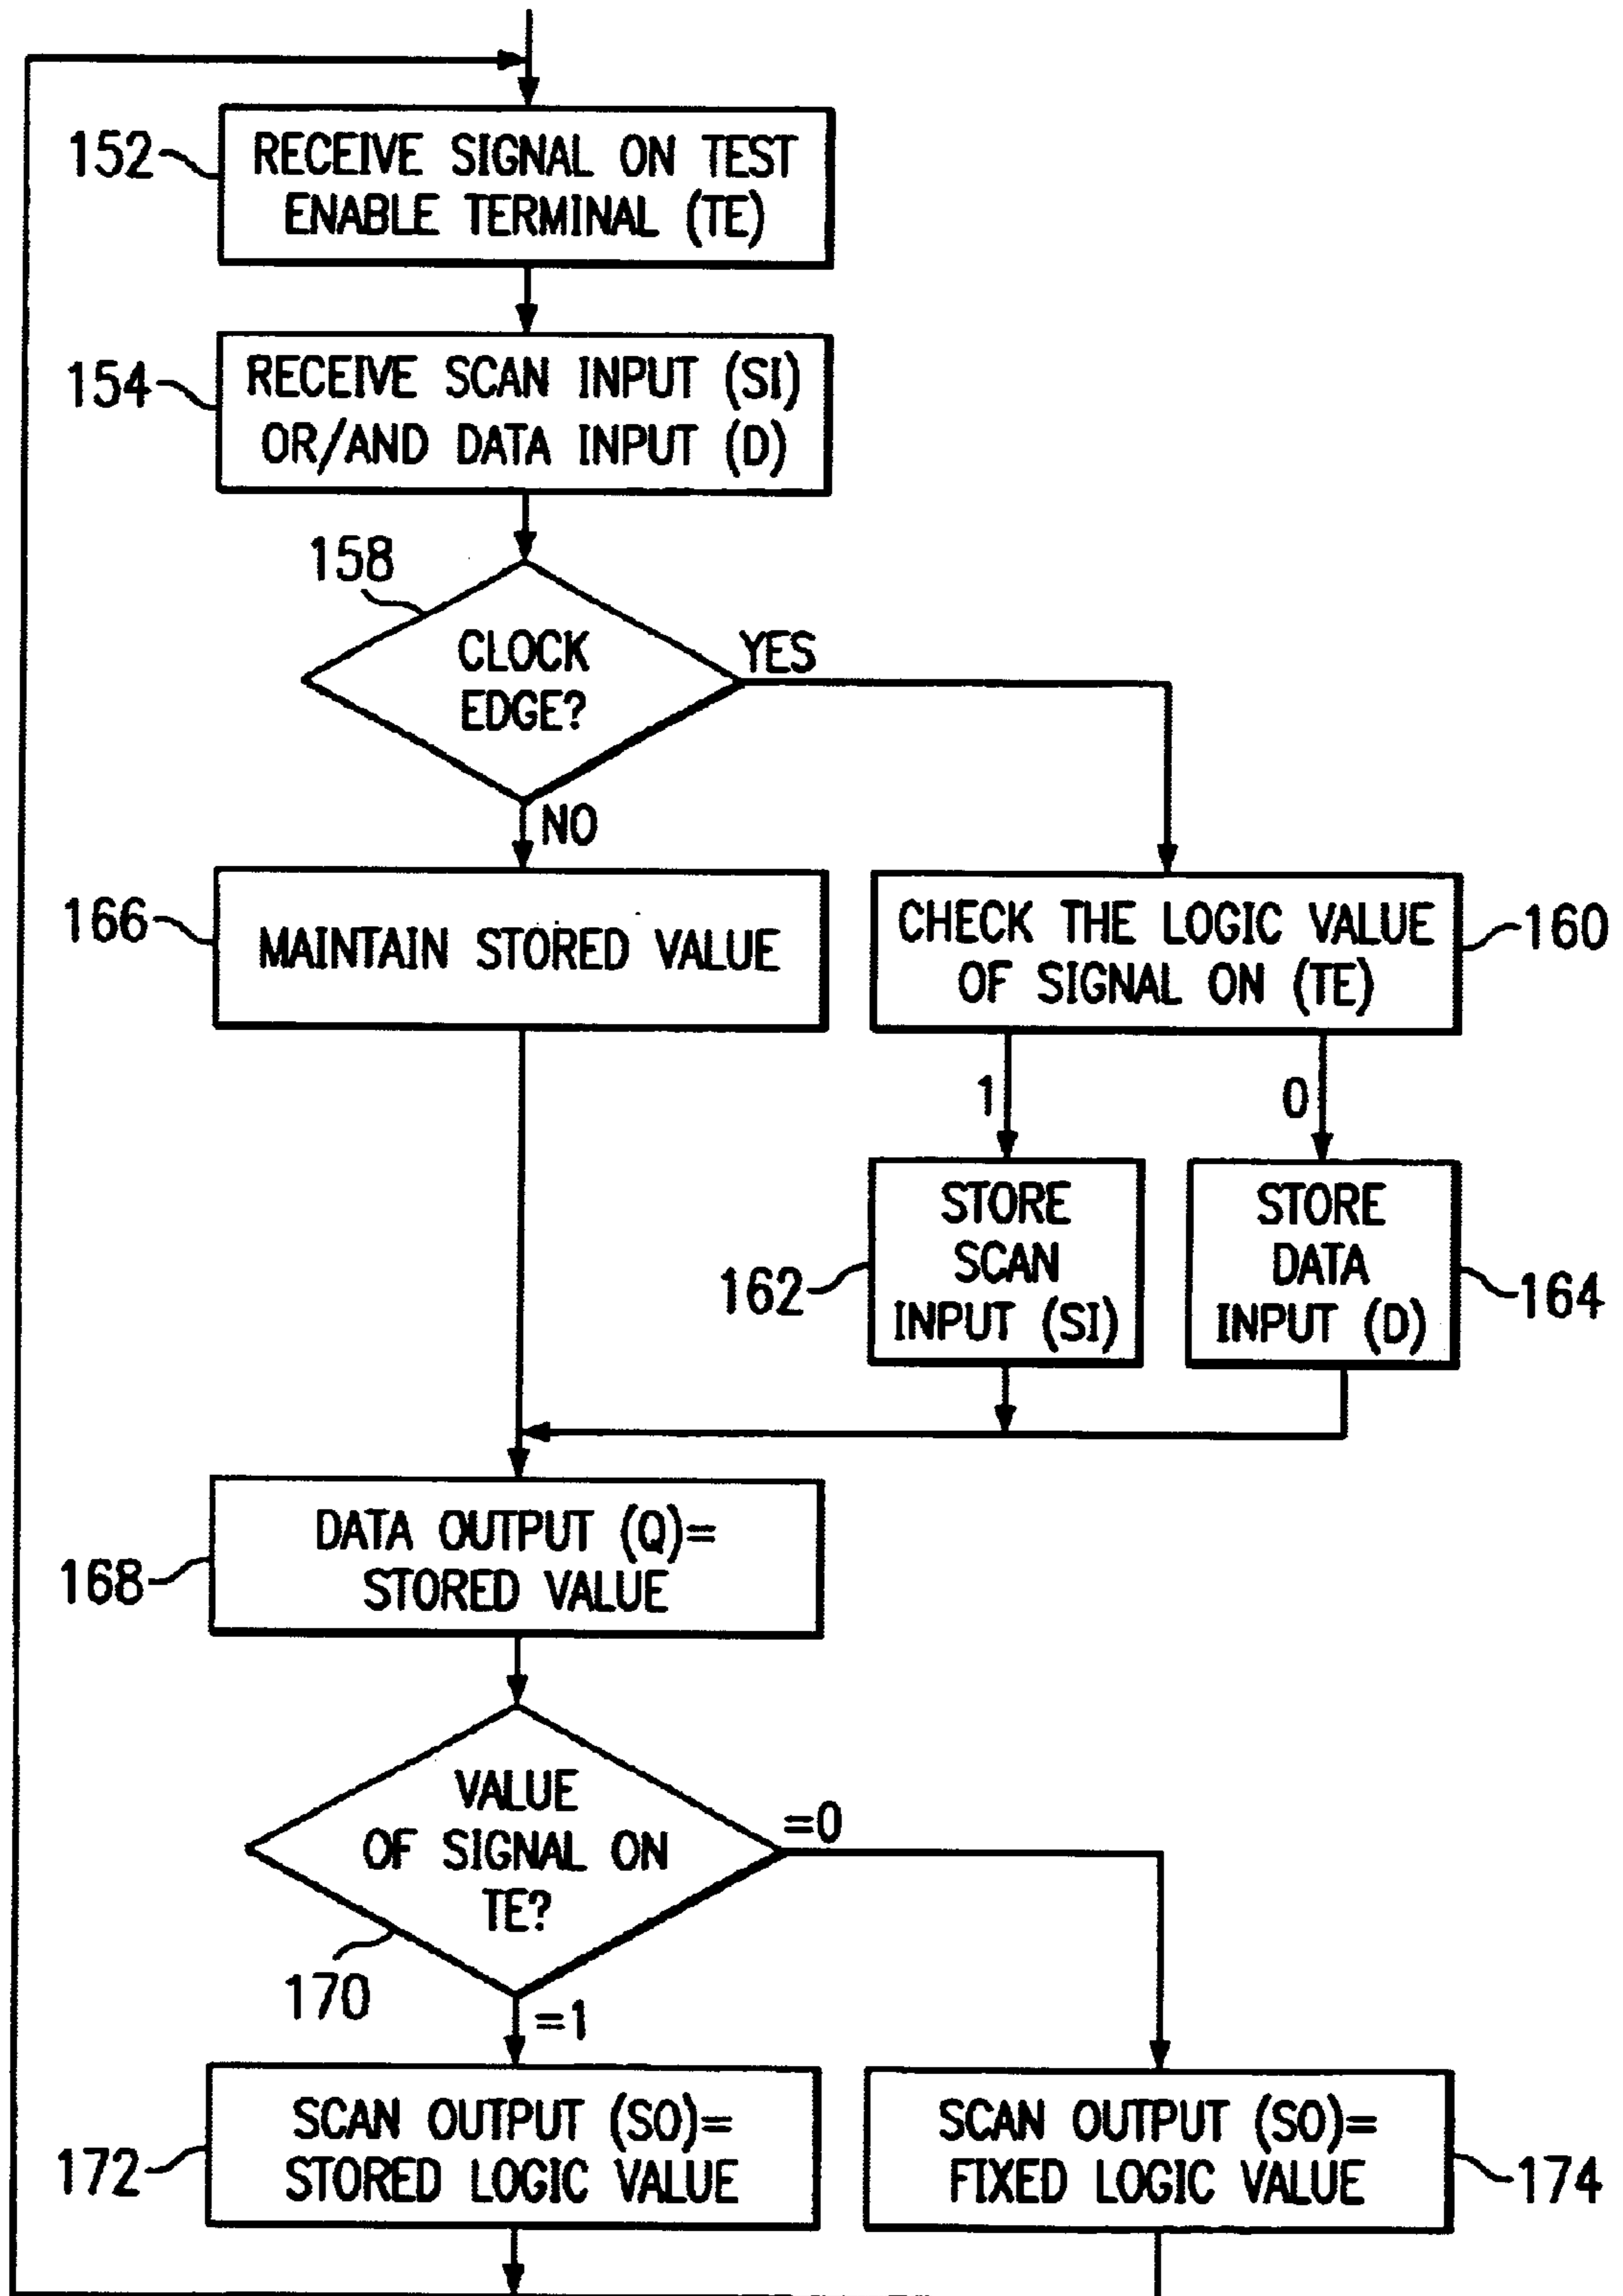 152
RECEIVE SIGNAL ON TEST
ENABLE TERMINAL (TE)
154
RECEIVE SCAN INPUT (SI)
OR/AND DATA INPUT (D)
158
CLOCK
EDGE?
YES
NO
166
MAINTAIN STORED VALUE
CHECK THE LOGIC VALUE
OF SIGNAL ON (TE)
160
1
0
162
STORE
SCAN
INPUT (SI)
STORE
DATA
INPUT (D)
164
168
DATA OUTPUT (Q)=
STORED VALUE
VALUE
OF SIGNAL ON
TE?
=0
170
=1
172
SCAN OUTPUT (SO)=
STORED LOGIC VALUE
SCAN OUTPUT (SO)=
FIXED LOGIC VALUE
174